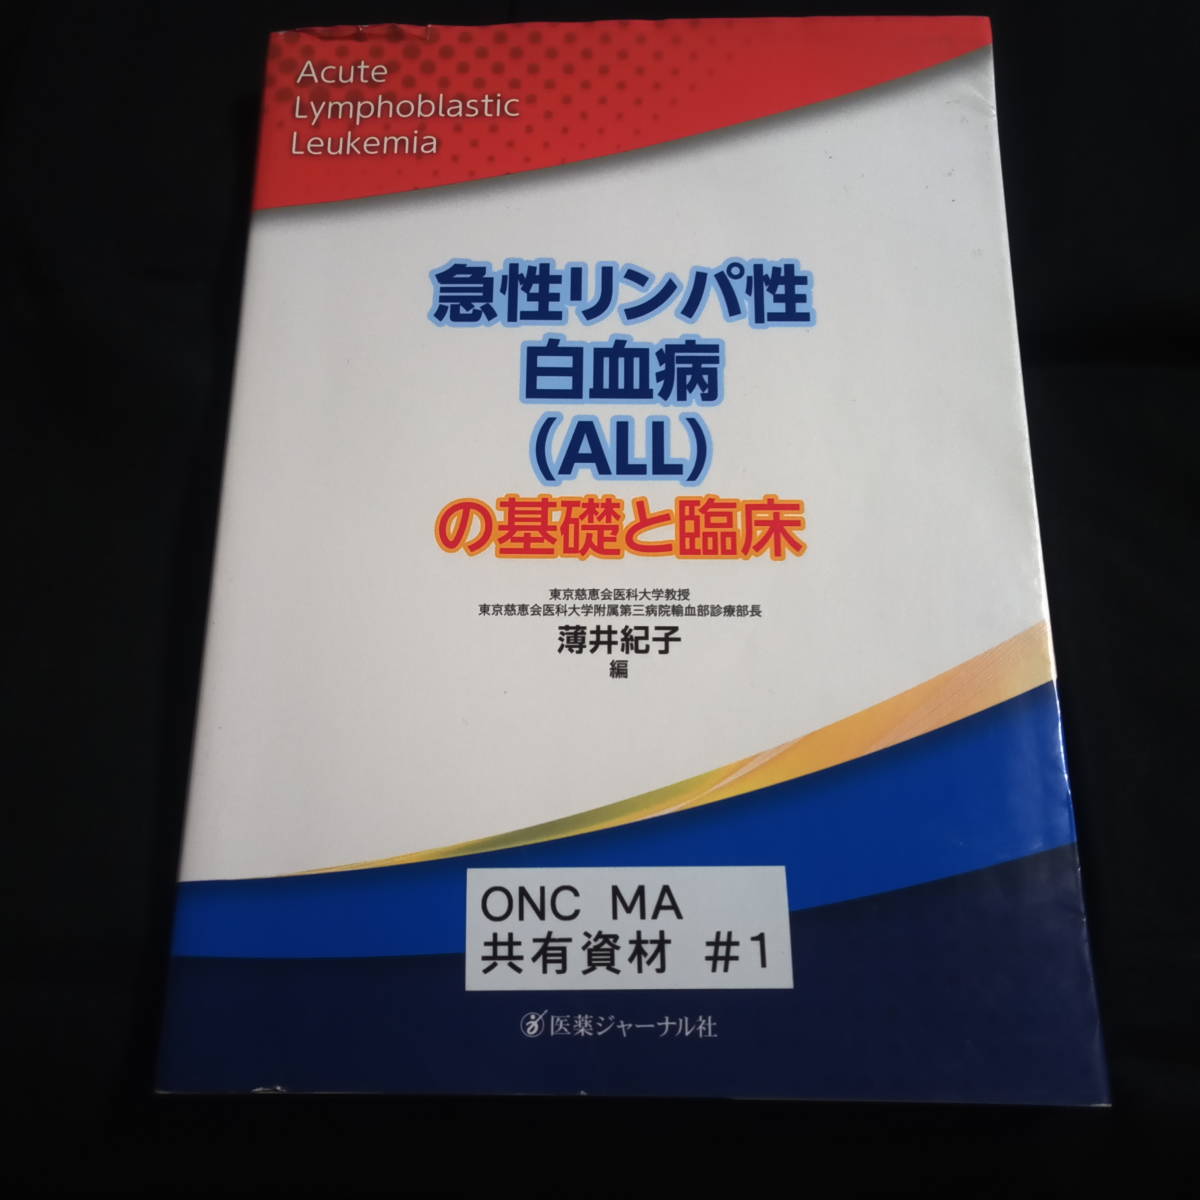 Acute
Lymphoblastic
Leukemia
急性リンパ性
白血病
(ALL)
の基礎と臨床
東京慈恵会医科大学教授
東京慈恵会医科大学附属第三病院輸血部診療部長
薄井紀子
編
ONC MA
共有資材 #1
医薬ジャーナル社